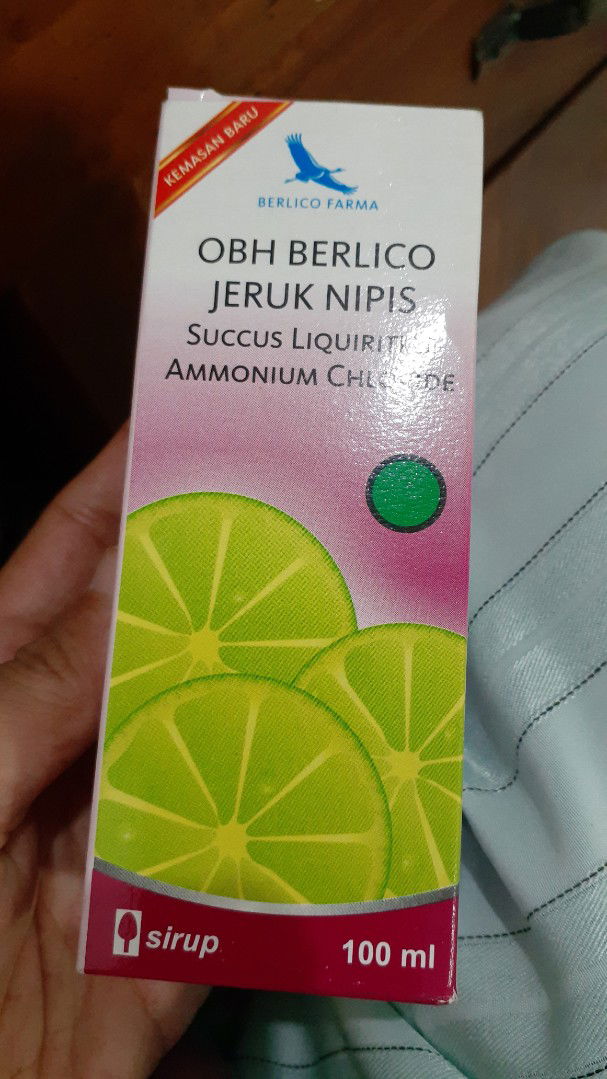 KEMASAN BARU
BERLICO FARMA
OBH BERLICO
JERUK NIPIS
SUCCUS
AMMONIUM
sirup
100 ml